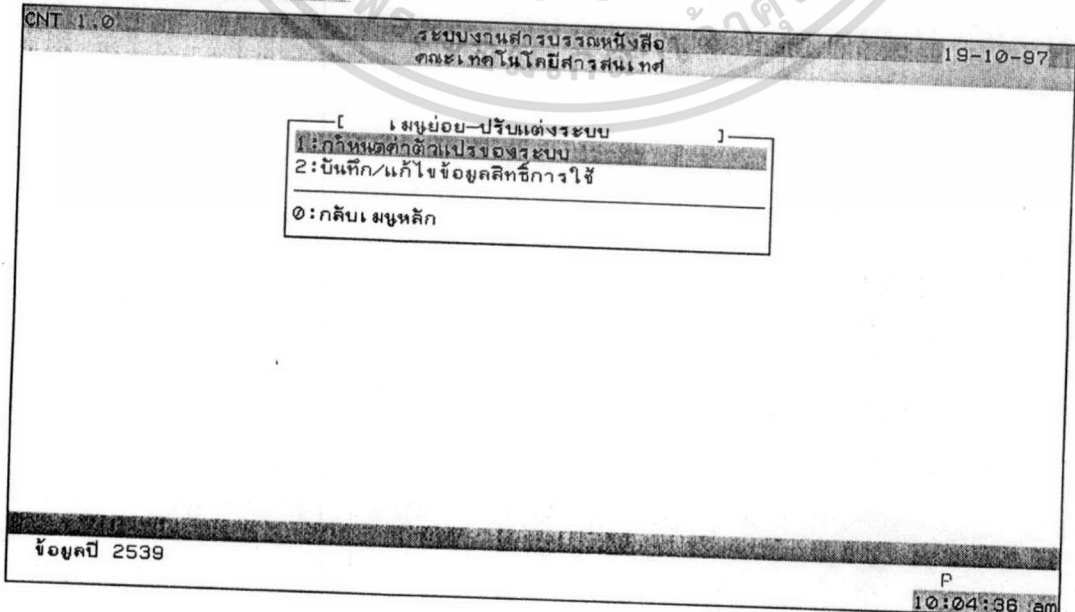 CNT 1.0
ระบบงานสารบรรณหนังสือ
คณะเทคโนโลยีสารสนเทศ
19-10-97
[ เมนูย่อย-ปรับแต่งระบบ ]
1:กำหนดค่าตัวแปรของระบบ
2:บันทึก/แก้ไขข้อมูลสิทธิ์การใช้
0:กลับเมนูหลัก
ข้อมูลปี 2539
P
10:04:36 am